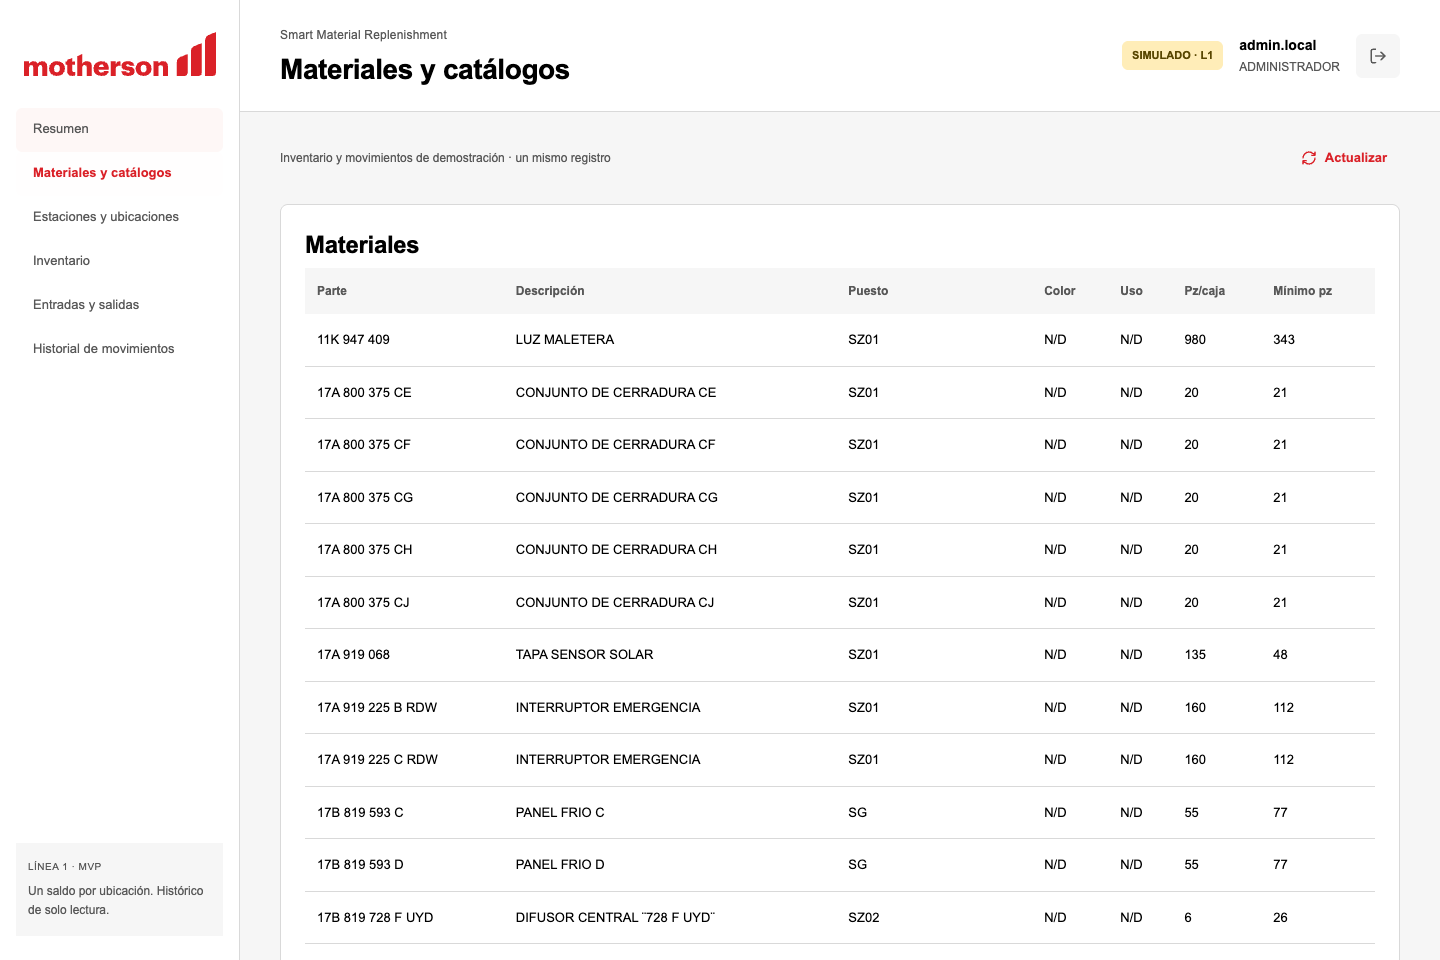 motherson
Resumen
Materiales y catálogos
Estaciones y ubicaciones
Inventario
Entradas y salidas
Historial de movimientos
LÍNEA 1 · MVP
Un saldo por ubicación. Histórico
de solo lectura.
Smart Material Replenishment
Materiales y catálogos
SIMULADO · L1
admin.local
ADMINISTRADOR
Inventario y movimientos de demostración · un mismo registro
Actualizar
Materiales
Parte Descripción Puesto Color Uso Pz/caja Mínimo pz
11K 947 409 LUZ MALETERA SZ01 N/D N/D 980 343
17A 800 375 CE CONJUNTO DE CERRADURA CE SZ01 N/D N/D 20 21
17A 800 375 CF CONJUNTO DE CERRADURA CF SZ01 N/D N/D 20 21
17A 800 375 CG CONJUNTO DE CERRADURA CG SZ01 N/D N/D 20 21
17A 800 375 CH CONJUNTO DE CERRADURA CH SZ01 N/D N/D 20 21
17A 800 375 CJ CONJUNTO DE CERRADURA CJ SZ01 N/D N/D 20 21
17A 919 068 TAPA SENSOR SOLAR SZ01 N/D N/D 135 48
17A 919 225 B RDW INTERRUPTOR EMERGENCIA SZ01 N/D N/D 160 112
17A 919 225 C RDW INTERRUPTOR EMERGENCIA SZ01 N/D N/D 160 112
17B 819 593 C PANEL FRIO C SG N/D N/D 55 77
17B 819 593 D PANEL FRIO D SG N/D N/D 55 77
17B 819 728 F UYD DIFUSOR CENTRAL ¨728 F UYD¨ SZ02 N/D N/D 6 26